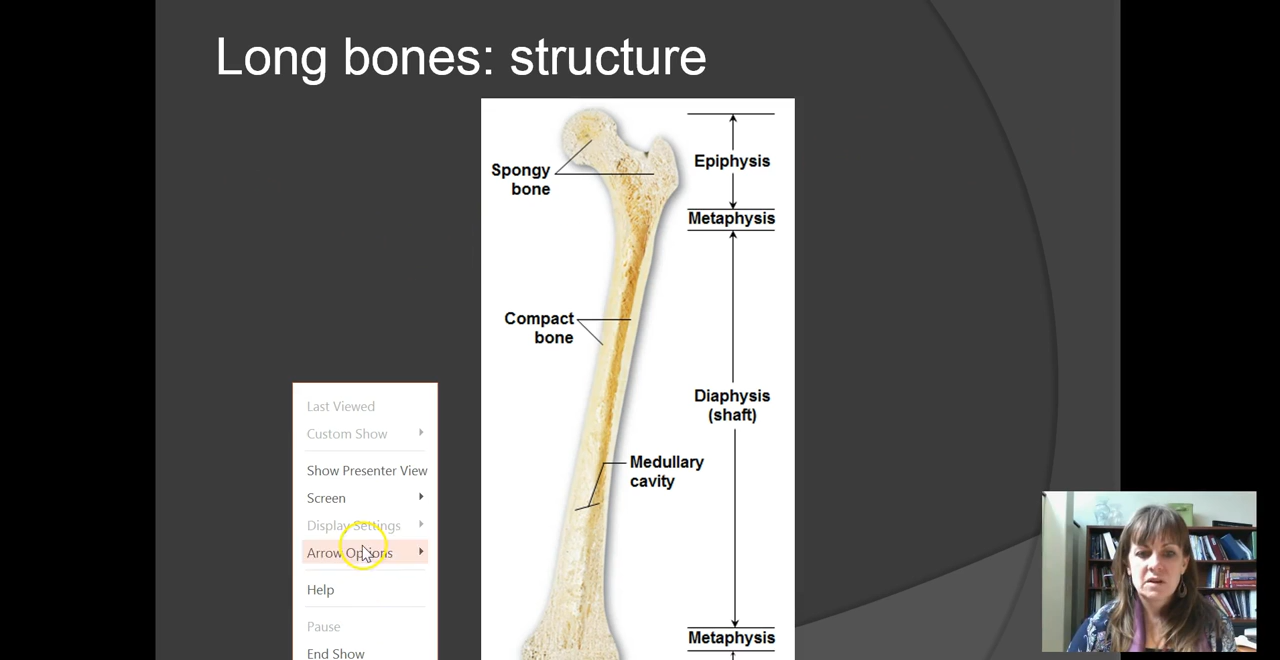 Long bones: structure
Spongy
bone
Epiphysis
Metaphysis
Compact
bone
Diaphysis
(shaft)
Medullary
cavity
Metaphysis
Last Viewed
Custom Show
Show Presenter View
Screen
Display Settings
Arrow Options
Help
Pause
End Show